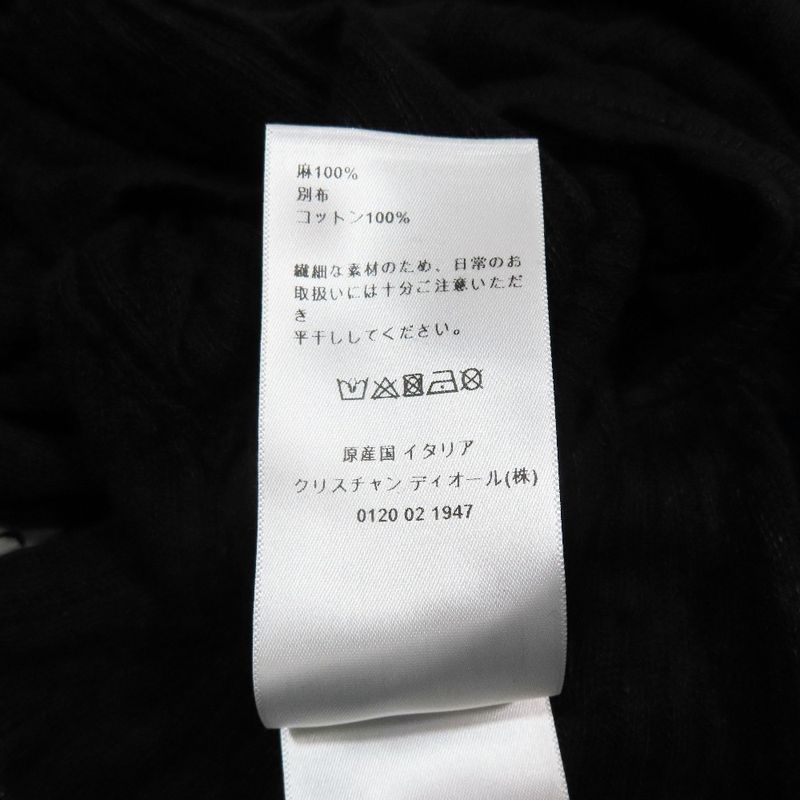 麻100%
別布
コットン100%
繊細な素材のため、日常のお
取扱いには十分ご注意いただ
き
平干ししてください。
原産国 イタリア
クリスチャン ディオール(株)
0120 02 1947